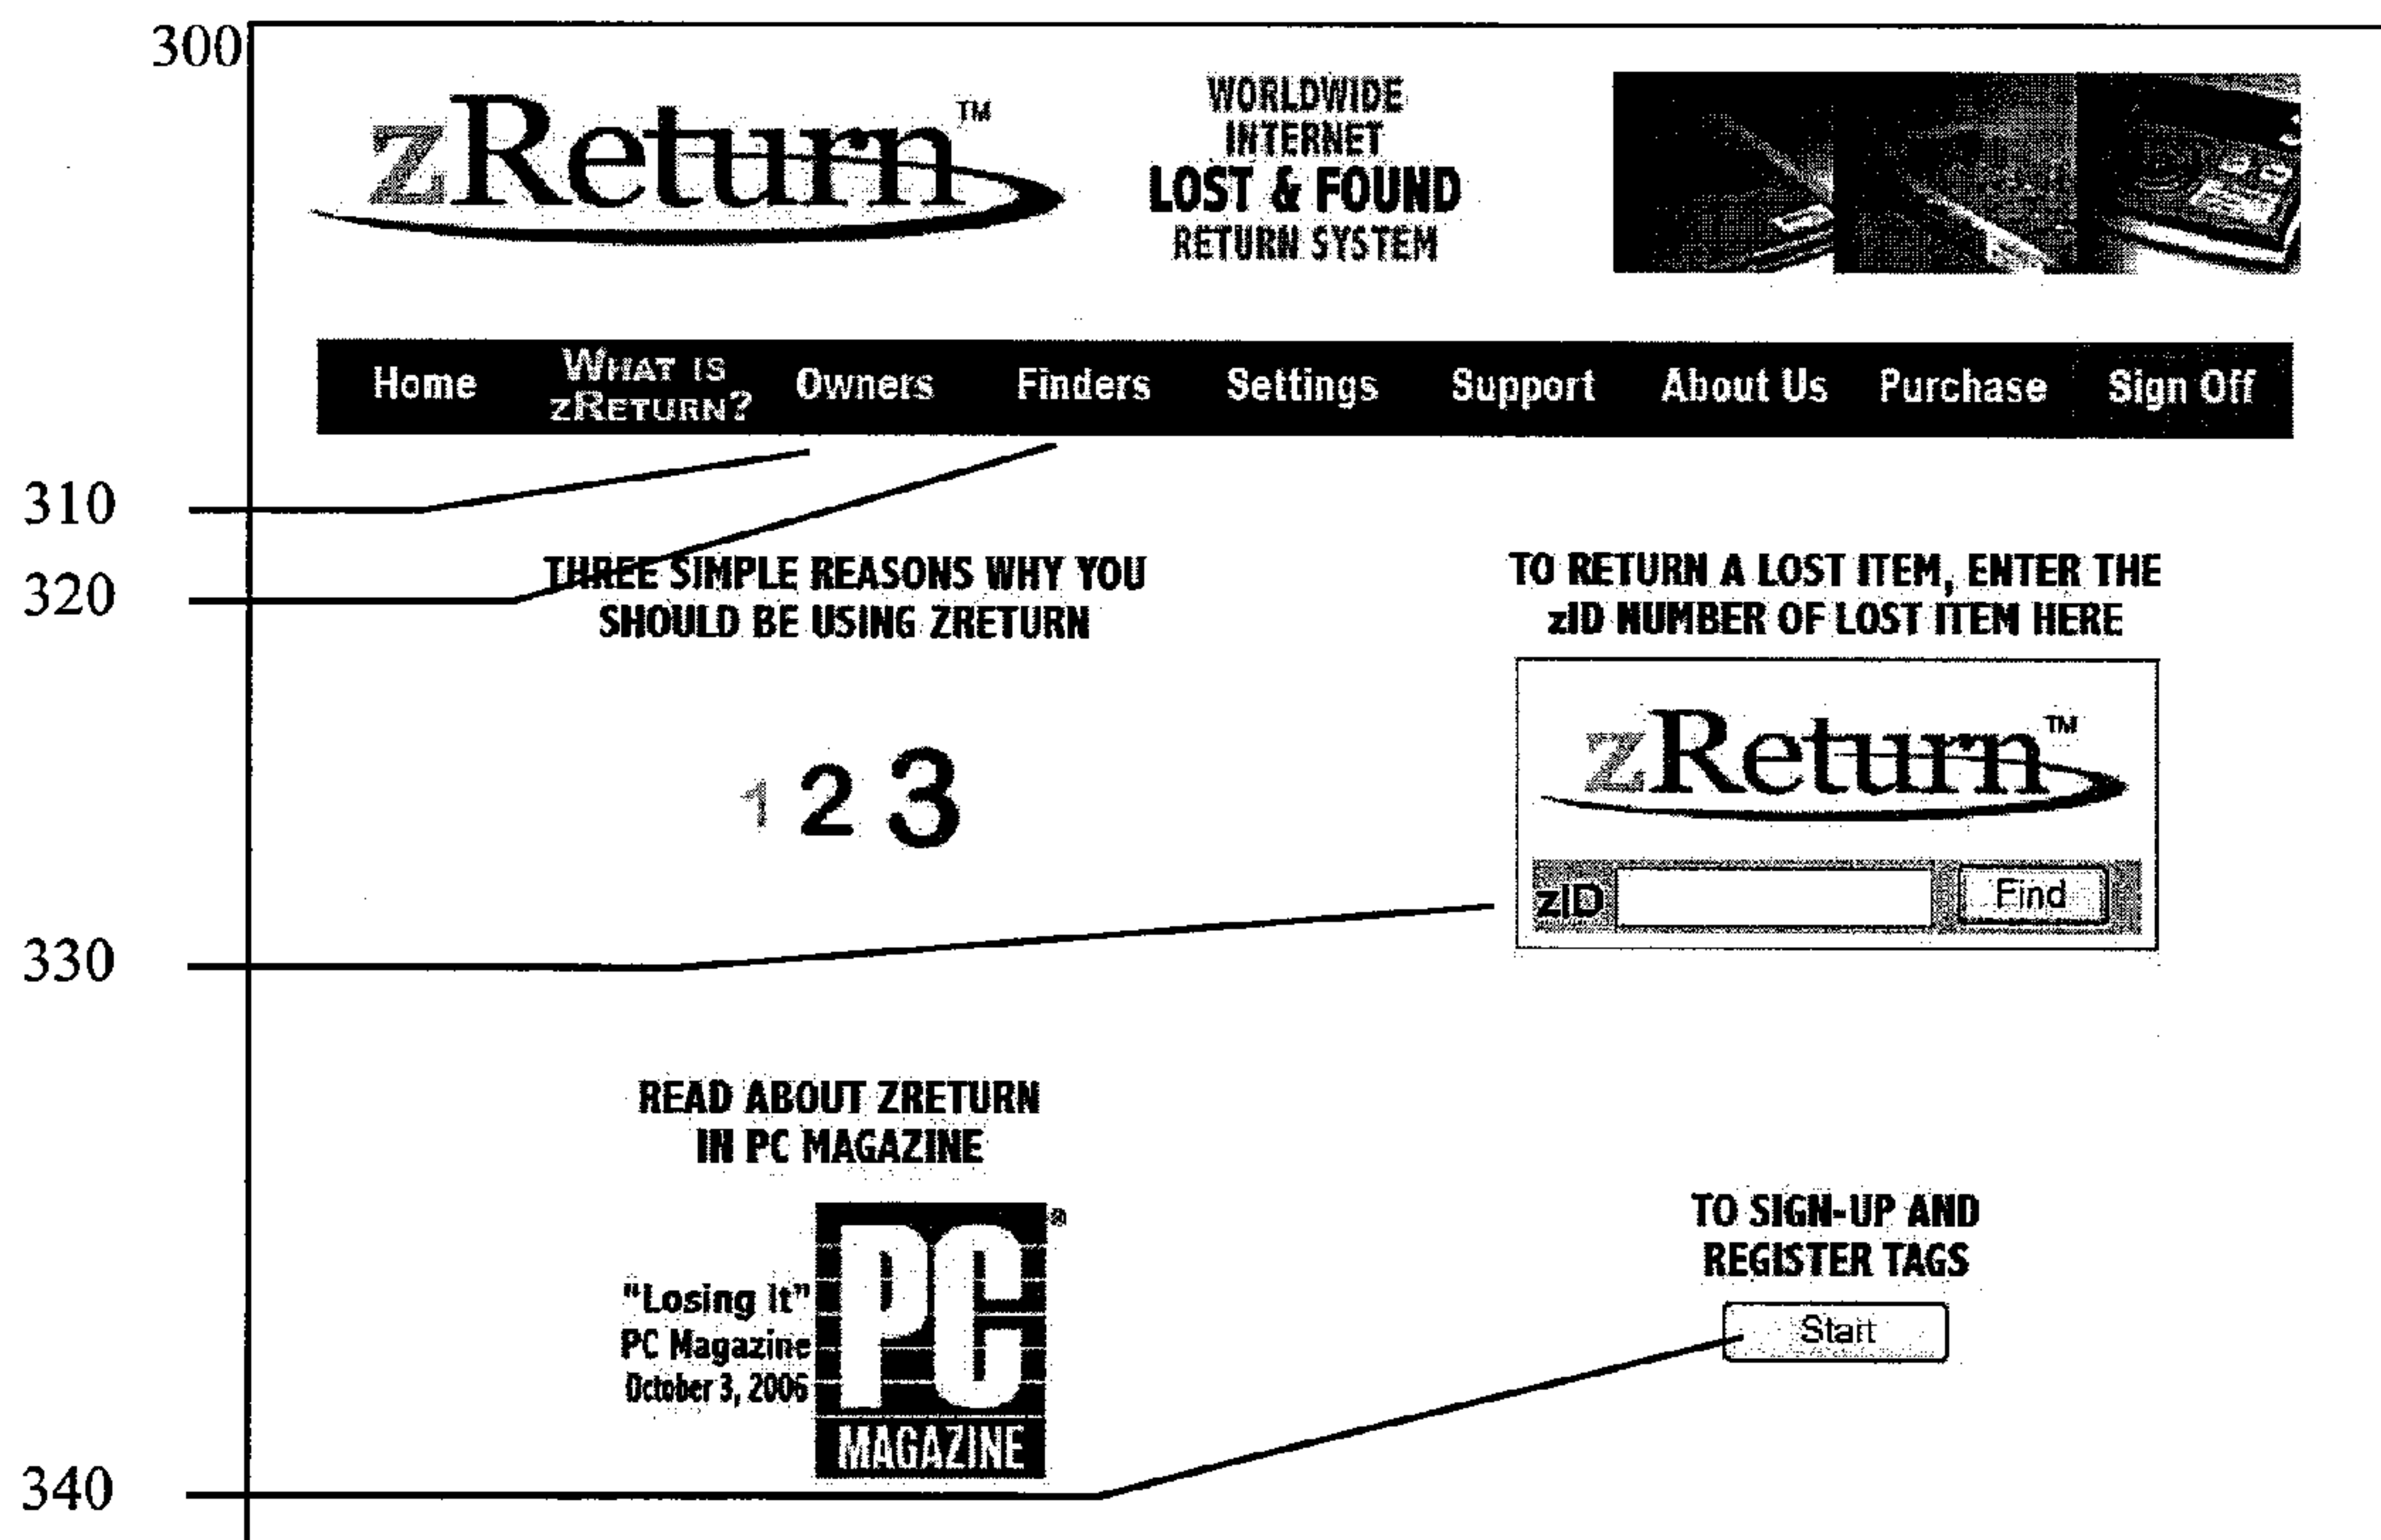 300
zReturn™
WORLDWIDE
INTERNET
LOST & FOUND
RETURN SYSTEM
Home WHAT IS ZRETURN? Owners Finders Settings Support About Us Purchase Sign Off
310
320
THREE SIMPLE REASONS WHY YOU
SHOULD BE USING ZRETURN
1 2 3
TO RETURN A LOST ITEM, ENTER THE
zID NUMBER OF LOST ITEM HERE
zReturn™
zID Find
330
READ ABOUT ZRETURN
IN PC MAGAZINE
"Losing It"
PC Magazine
October 3, 2006
PC®
MAGAZINE
TO SIGN-UP AND
REGISTER TAGS
Start
340